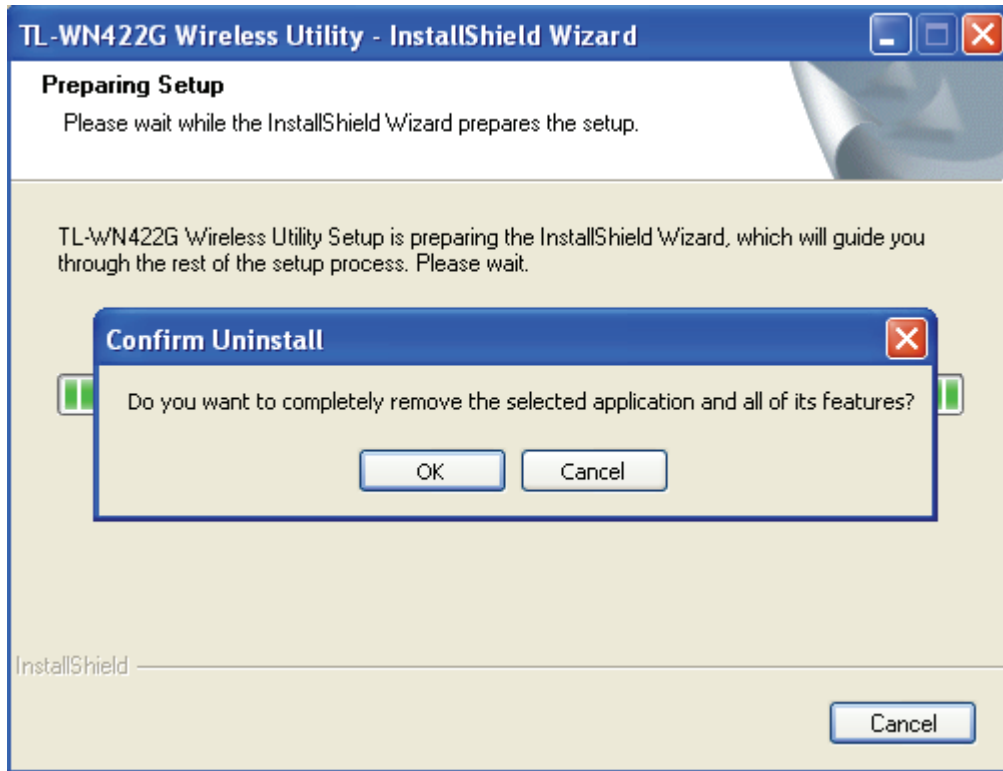 TL-WN422G Wireless Utility - InstallShield Wizard
Preparing Setup
Please wait while the InstallShield Wizard prepares the setup.
TL-WN422G Wireless Utility Setup is preparing the InstallShield Wizard, which will guide you
through the rest of the setup process. Please wait.
Confirm Uninstall
Do you want to completely remove the selected application and all of its features?
OK
Cancel
InstallShield
Cancel